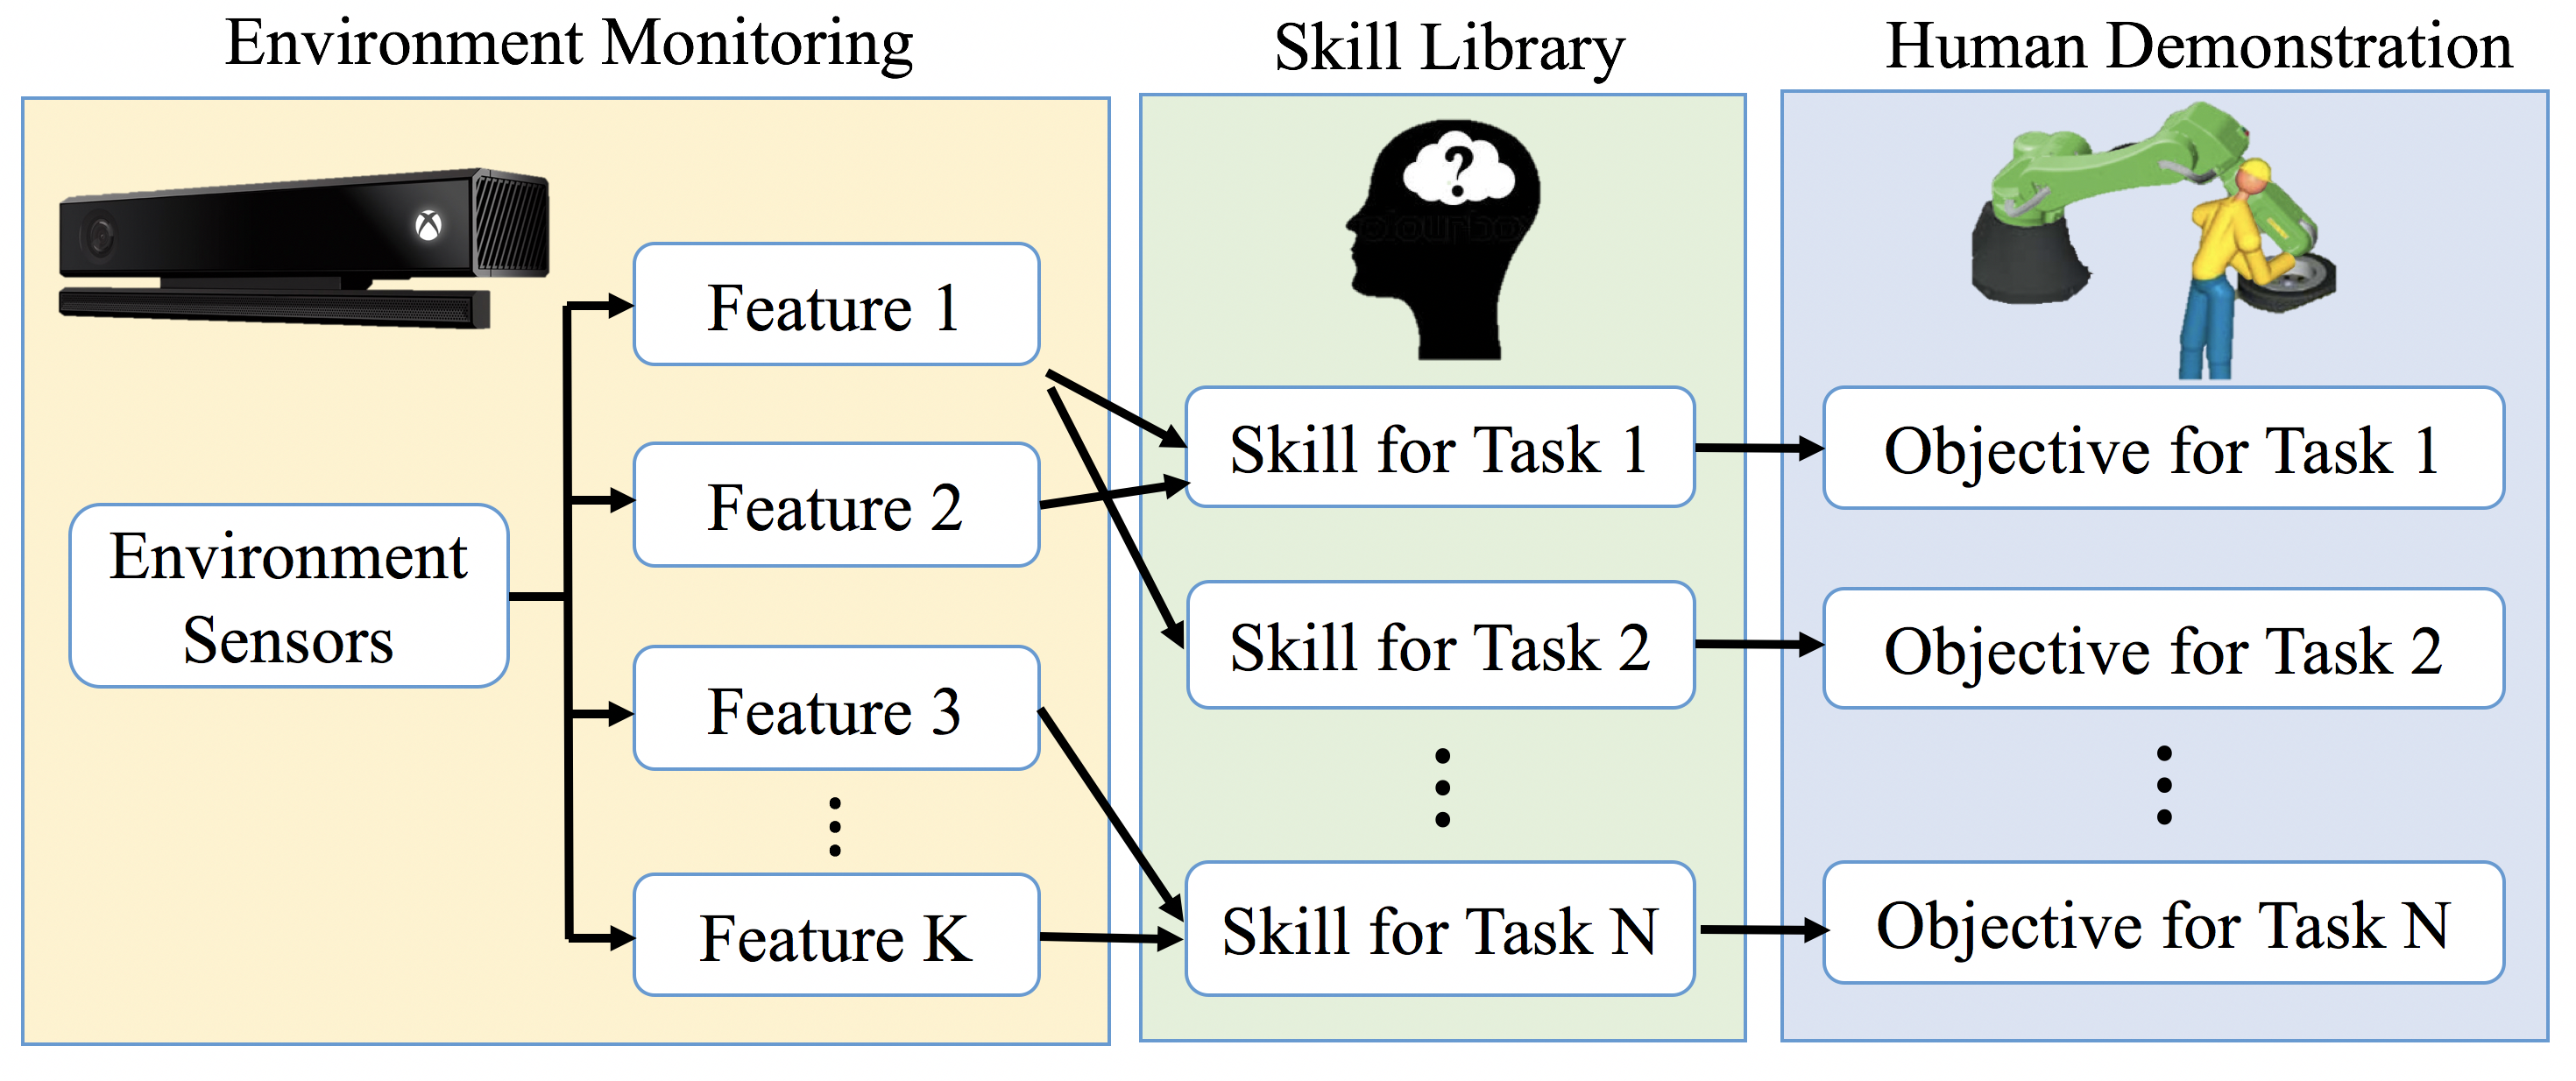 Environment Monitoring
Skill Library
Human Demonstration
?
Feature 1
Feature 2
Feature 3
Feature K
Environment
Sensors
Skill for Task 1
Skill for Task 2
Skill for Task N
Objective for Task 1
Objective for Task 2
Objective for Task N